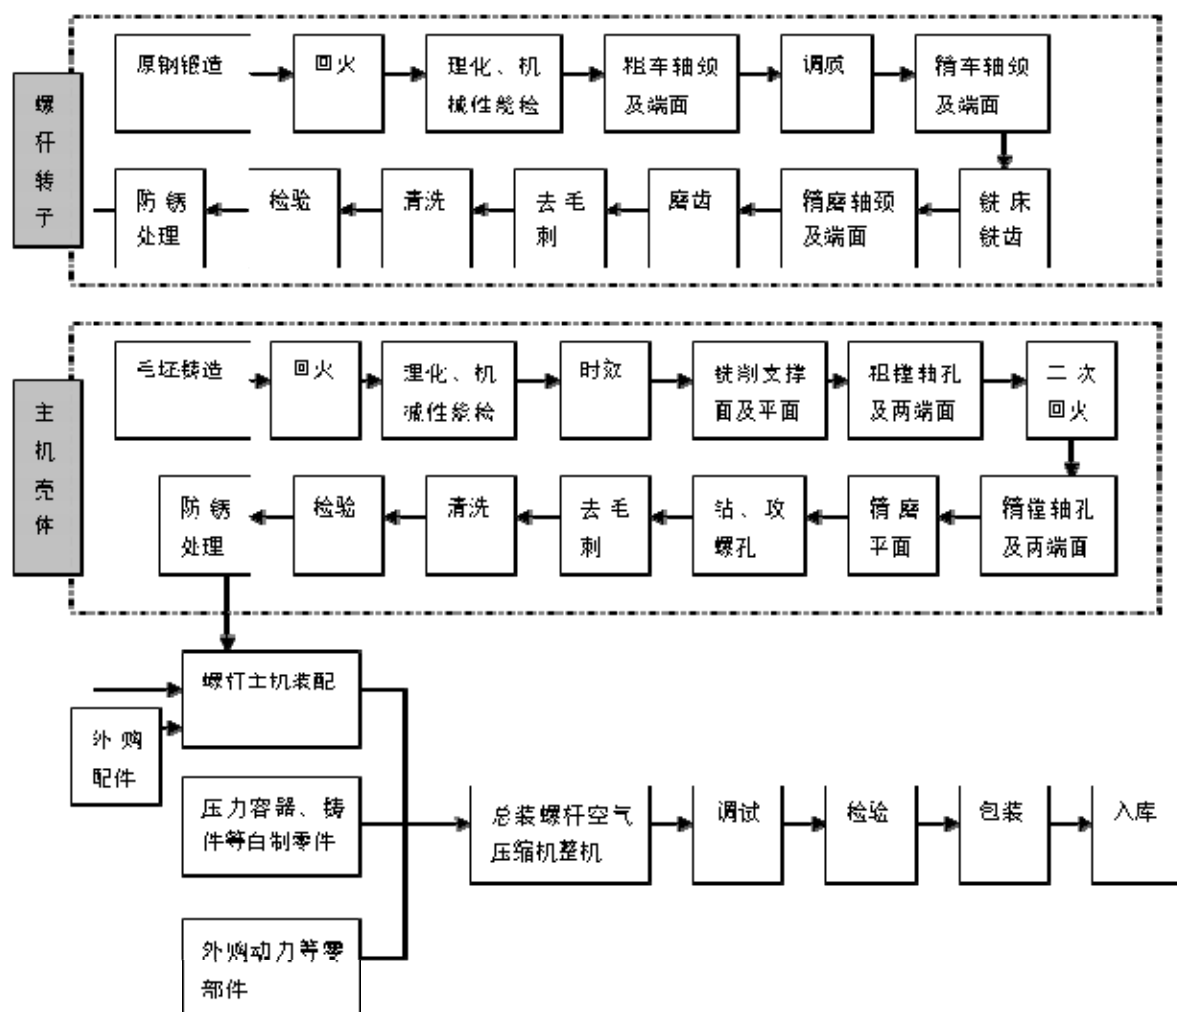 螺
杆
转
子
原钢锻造
回火
理化、机
械性能检
粗车轴颈
及端面
调质
精车轴颈
及端面
防锈
处理
检验
清洗
去毛
刺
磨齿
精磨轴颈
及端面
铣床
铣齿
主
机
壳
体
毛坯铸造
回火
理化、机
械性能检
时效
铣削支撑
面及平面
粗镗轴孔
及两端面
二次
回火
防锈
处理
检验
清洗
去毛
刺
钻、攻
螺孔
精磨
平面
精镗轴孔
及两端面
螺杆主机装配
外购
配件
压力容器、铸
件等自制零件
总装螺杆空气
压缩机整机
调试
检验
包装
入库
外购动力等零
部件